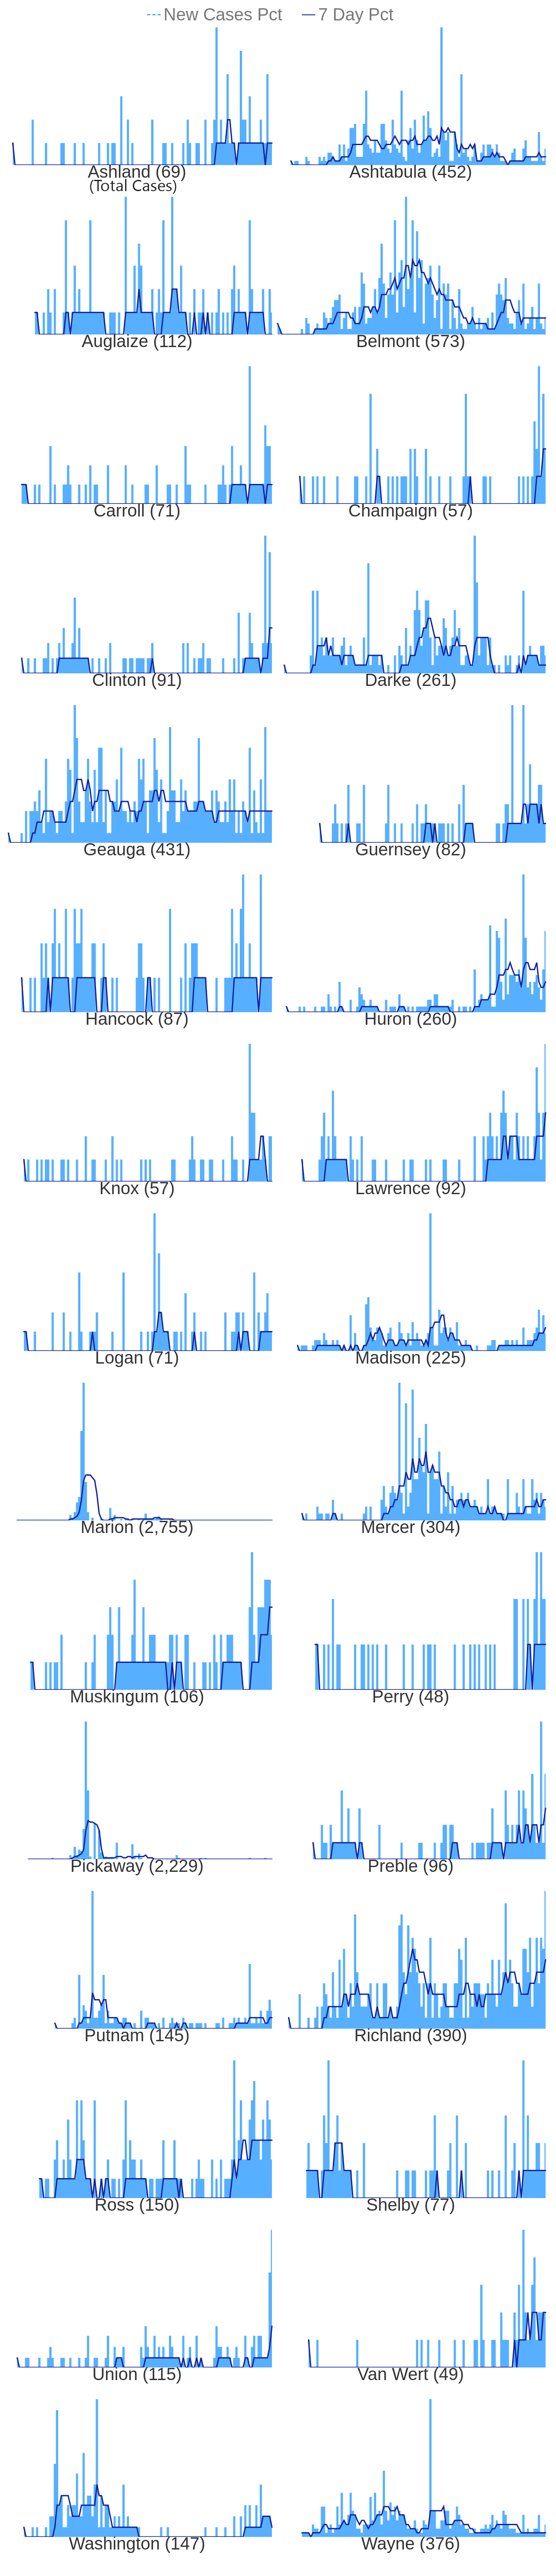 New Cases Pct 7 Day Pct
Ashland (69) Ashtabula (452)
(Total Cases)
Auglaize (112) Belmont (573)
Carroll (71) Champaign (57)
Clinton (91) Darke (261)
Geauga (431) Guernsey (82)
Hancock (87) Huron (260)
Knox (57) Lawrence (92)
Logan (71) Madison (225)
Marion (2,755) Mercer (304)
Muskingum (106) Perry (48)
Pickaway (2,229) Preble (96)
Putnam (145) Richland (390)
Ross (150) Shelby (77)
Union (115) Van Wert (49)
Washington (147) Wayne (376)